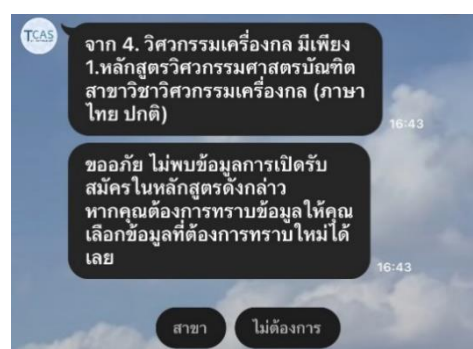 TCAS
จาก 4. วิศวกรรมเครื่องกล มีเพียง
1.หลักสูตรวิศวกรรมศาสตรบัณฑิต
สาขาวิชาวิศวกรรมเครื่องกล (ภาษา
ไทย ปกติ)
16:43
ขออภัย ไม่พบข้อมูลการเปิดรับ
สมัครในหลักสูตรดังกล่าว
หากคุณต้องการทราบข้อมูลให้คุณ
เลือกข้อมูลที่ต้องการทราบใหม่ได้
เลย
16:43
สาขา
ไม่ต้องการ